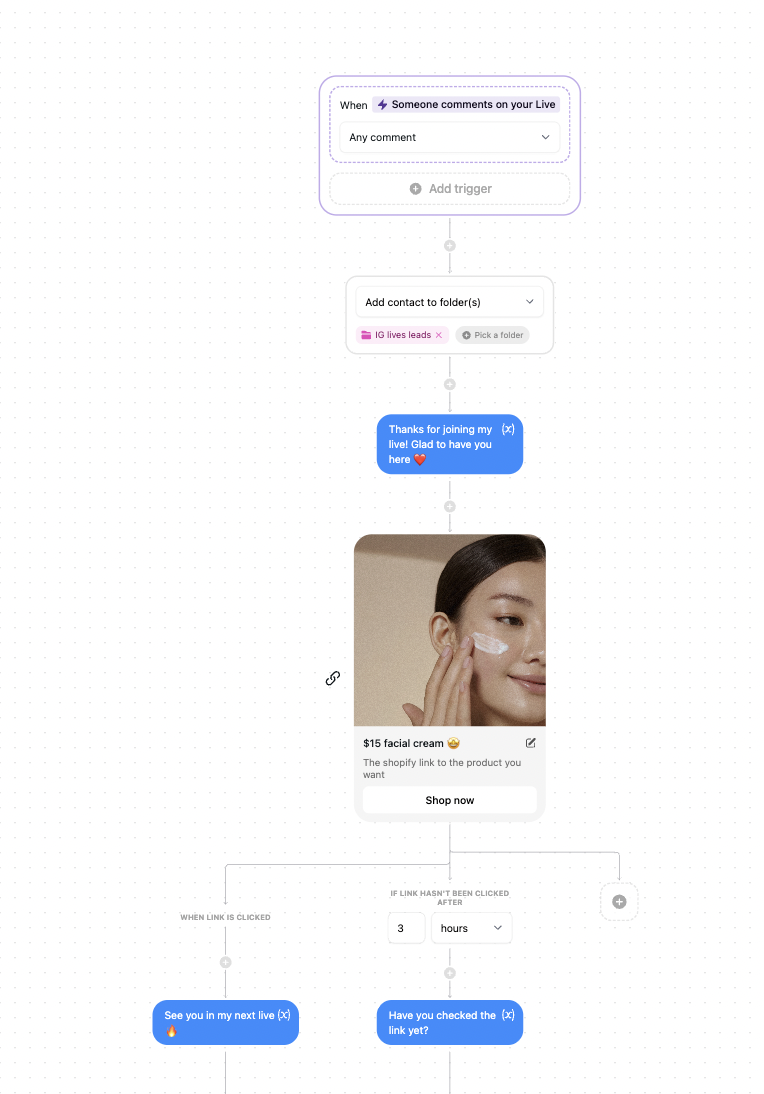 When Someone comments on your Live
Any comment
Add trigger
Add contact to folder(s)
IG lives leads Pick a folder
Thanks for joining my {x}
live! Glad to have you
here ❤️
$15 facial cream 🤩
The shopify link to the product you
want
Shop now
IF LINK HASN'T BEEN CLICKED
AFTER
WHEN LINK IS CLICKED
3 hours
See you in my next live {x}
🔥
Have you checked the {x}
link yet?